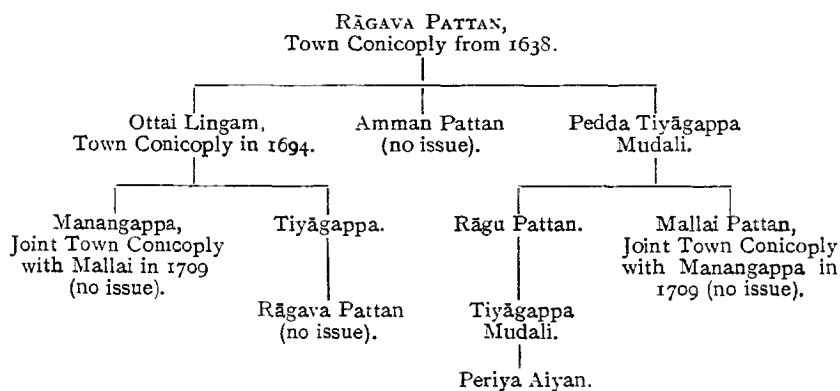 RĀGAVA PATTAN,
Town Conicoply from 1638.
Ottai Lingam,
Town Conicoply in 1694.
Amman Pattan
(no issue).
Pedda Tiyāgappa
Mudali.
Manangappa,
Joint Town Conicoply
with Mallai in 1709
(no issue).
Tiyāgappa.
Rāgu Pattan.
Mallai Pattan,
Joint Town Conicoply
with Manangappa in
1709 (no issue).
Rāgava Pattan
(no issue).
Tiyāgappa
Mudali.
Periya Aiyan.